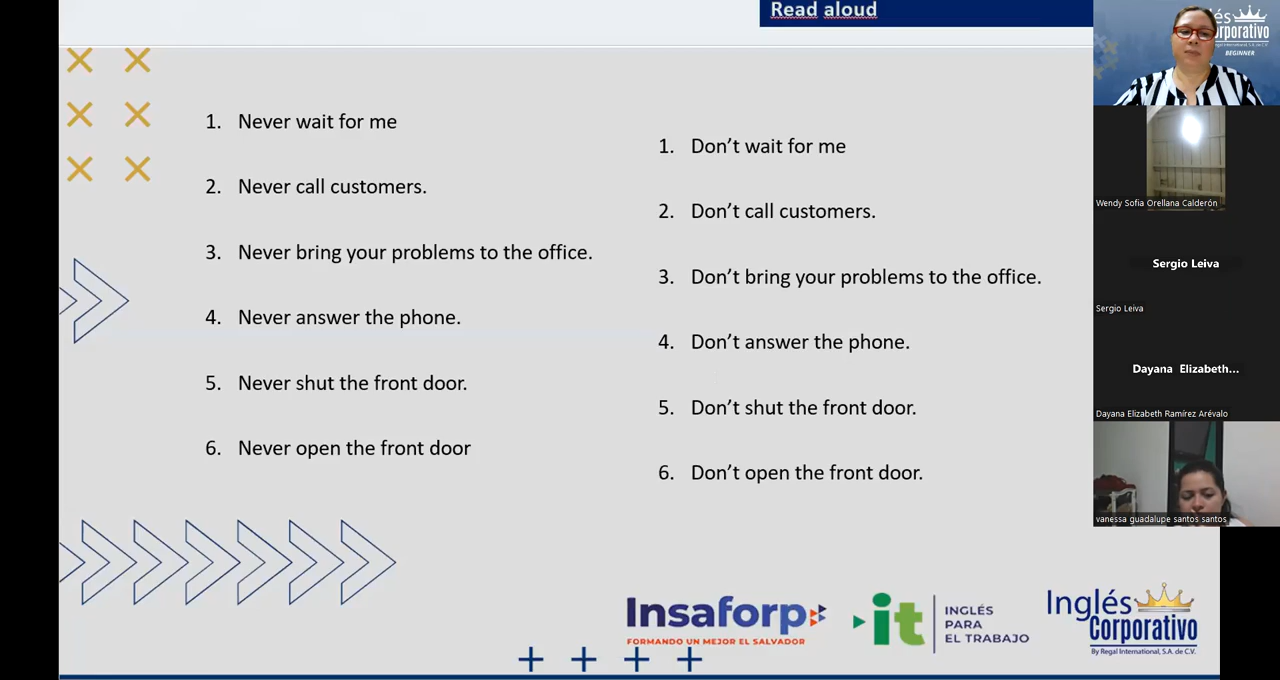 Read aloud
1. Never wait for me
2. Never call customers.
3. Never bring your problems to the office.
4. Never answer the phone.
5. Never shut the front door.
6. Never open the front door
1. Don’t wait for me
2. Don’t call customers.
3. Don’t bring your problems to the office.
4. Don’t answer the phone.
5. Don’t shut the front door.
6. Don’t open the front door.
Insaforp
FORMANDO UN MEJOR EL SALVADOR
it
INGLÉS
PARA
EL TRABAJO
Inglés
Corporativo
By Regal International, S.A. de C.V.
BEGINNER
Wendy Sofia Orellana Calderón
Sergio Leiva
Sergio Leiva
Dayana Elizabeth...
Dayana Elizabeth Ramírez Arévalo
vanessa guadalupe santos santos